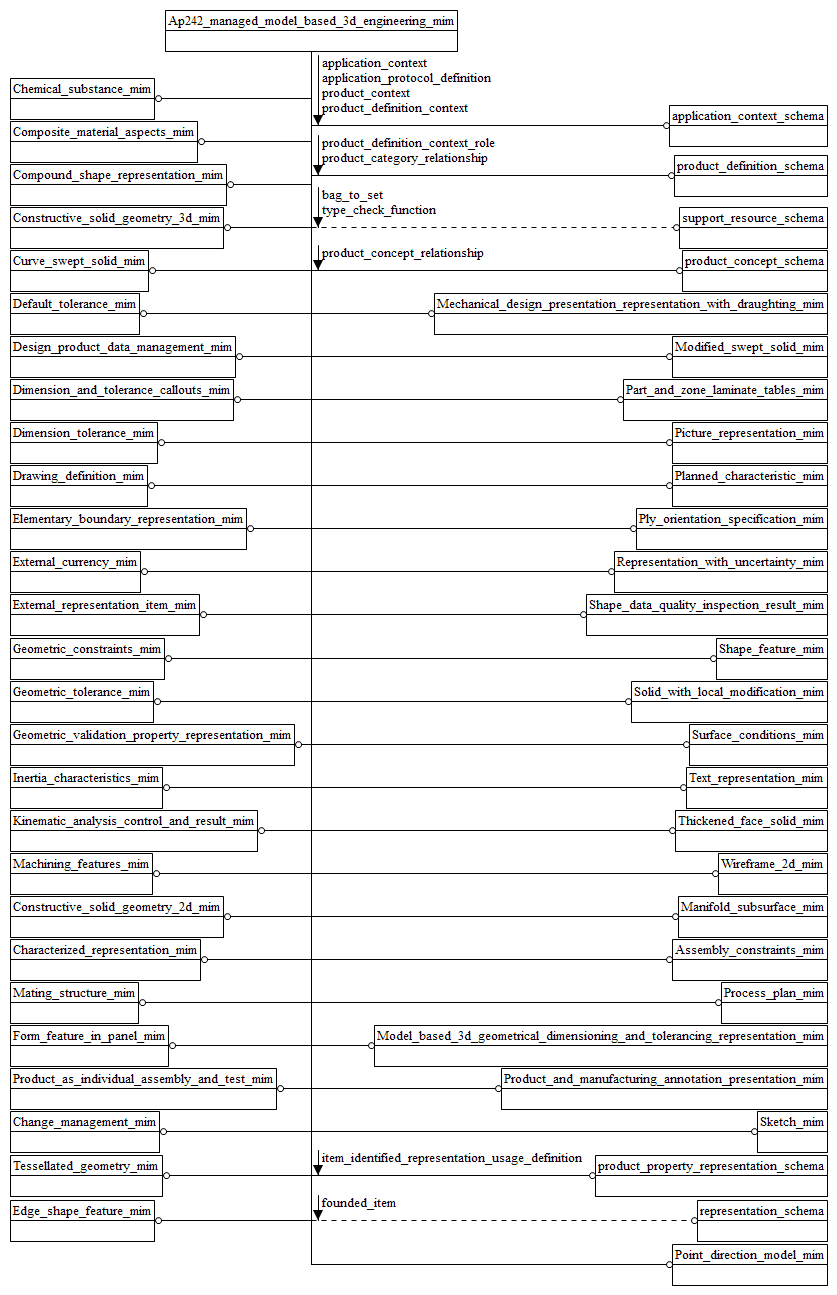 Ap242_managed_model_based_3d_engineering_mim
application_context
application_protocol_definition
product_context
product_definition_context
Chemical_substance_mim
application_context_schema
Composite_material_aspects_mim
product_definition_context_role
product_category_relationship
product_definition_schema
Compound_shape_representation_mim
bag_to_set
type_check_function
Constructive_solid_geometry_3d_mim
support_resource_schema
product_concept_relationship
Curve_swept_solid_mim
product_concept_schema
Default_tolerance_mim
Mechanical_design_presentation_representation_with_draughting_mim
Design_product_data_management_mim
Modified_swept_solid_mim
Dimension_and_tolerance_callouts_mim
Part_and_zone_laminate_tables_mim
Dimension_tolerance_mim
Picture_representation_mim
Drawing_definition_mim
Planned_characteristic_mim
Elementary_boundary_representation_mim
Ply_orientation_specification_mim
External_currency_mim
Representation_with_uncertainty_mim
External_representation_item_mim
Shape_data_quality_inspection_result_mim
Geometric_constraints_mim
Shape_feature_mim
Geometric_tolerance_mim
Solid_with_local_modification_mim
Geometric_validation_property_representation_mim
Surface_conditions_mim
Inertia_characteristics_mim
Text_representation_mim
Kinematic_analysis_control_and_result_mim
Thickened_face_solid_mim
Machining_features_mim
Wireframe_2d_mim
Constructive_solid_geometry_2d_mim
Manifold_subsurface_mim
Characterized_representation_mim
Assembly_constraints_mim
Mating_structure_mim
Process_plan_mim
Form_feature_in_panel_mim
Model_based_3d_geometrical_dimensioning_and_tolerancing_representation_mim
Product_as_individual_assembly_and_test_mim
Product_and_manufacturing_annotation_presentation_mim
Change_management_mim
Sketch_mim
item_identified_representation_usage_definition
Tessellated_geometry_mim
product_property_representation_schema
founded_item
Edge_shape_feature_mim
representation_schema
Point_direction_model_mim